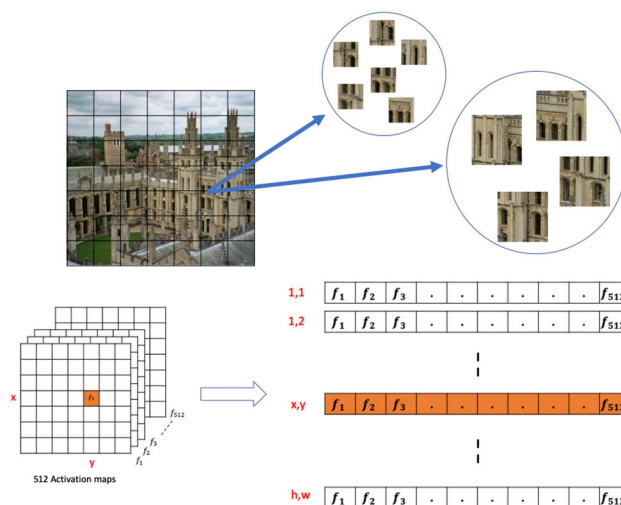 1,1 f₁ f₂ f₃ . . . . . . f₅₁₂
1,2 f₁ f₂ f₃ . . . . . . f₅₁₂
x,y f₁ f₂ f₃ . . . . . . f₅₁₂
h,w f₁ f₂ f₃ . . . . . . f₅₁₂
x
f₁
f₅₁₂
f₃
f₂
f₁
y
512 Activation maps